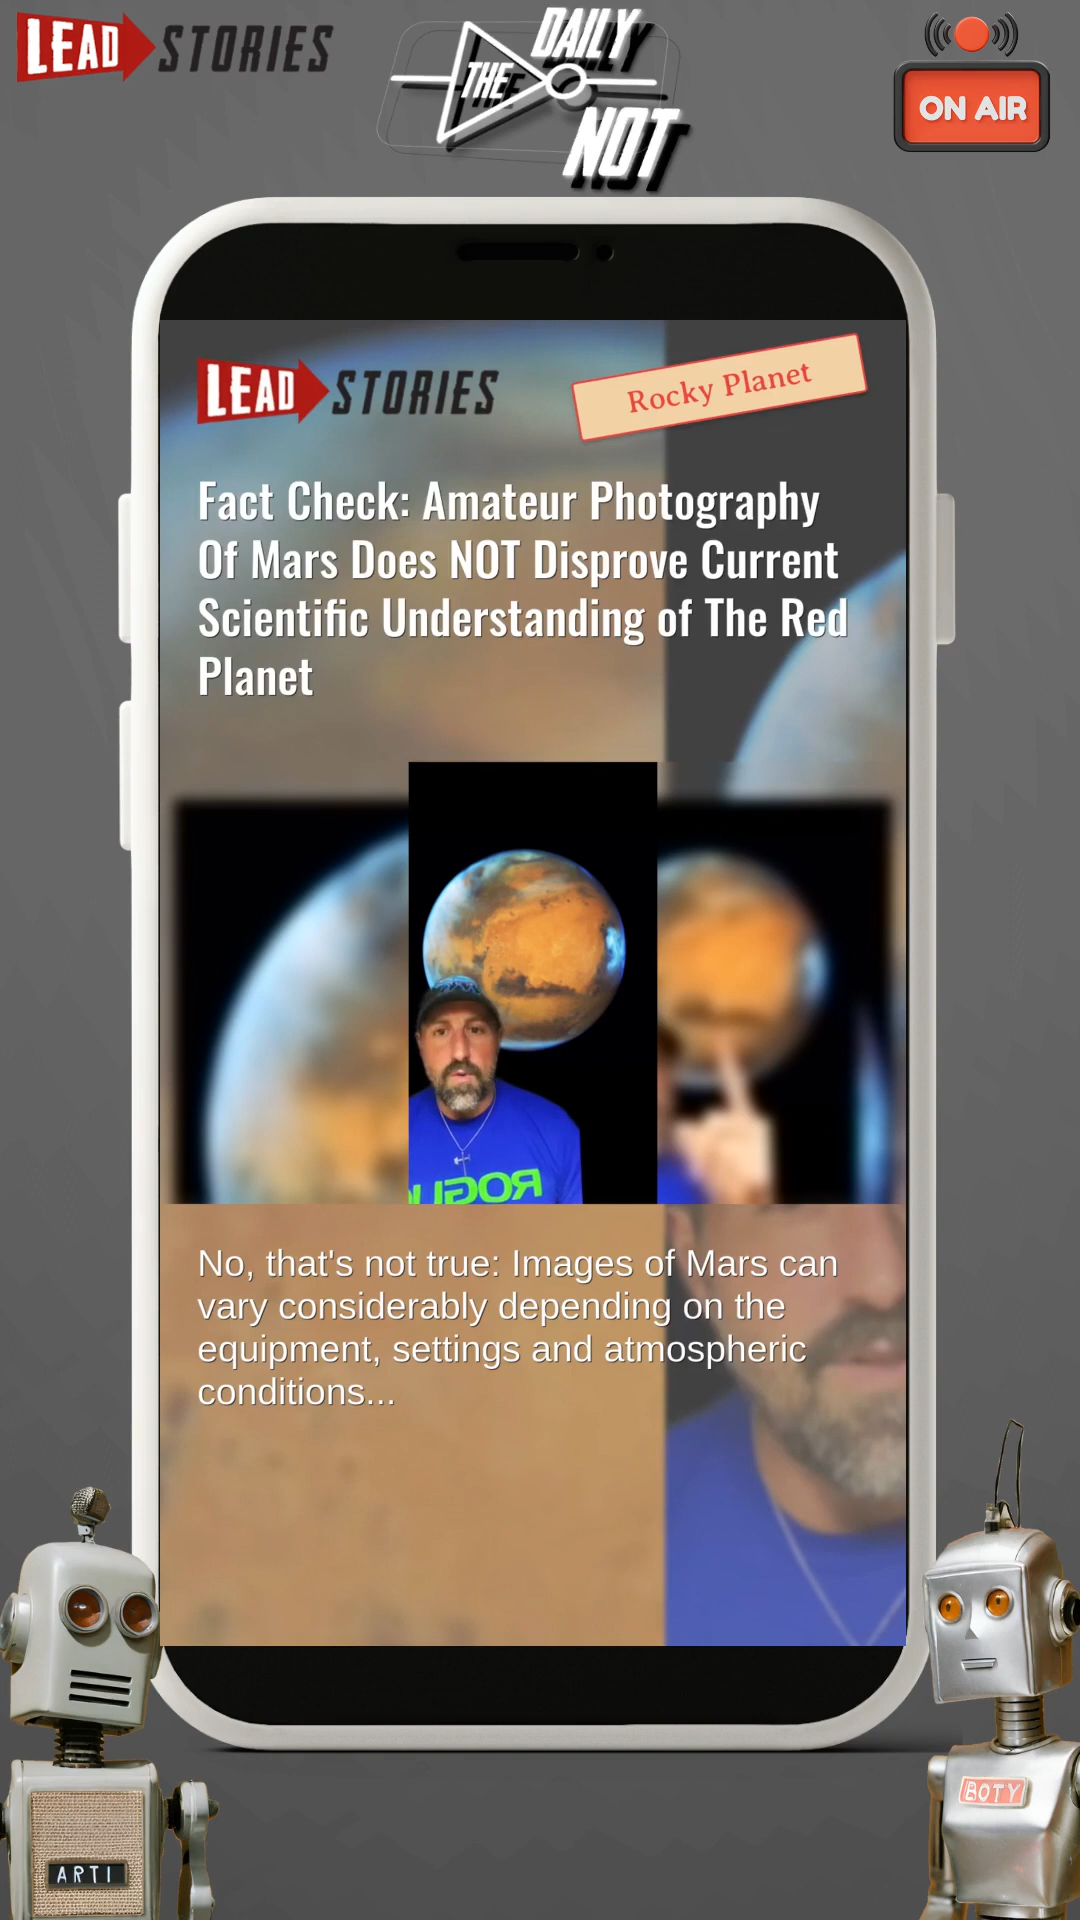 LEAD STORIES
THE DAILY NOT
ON AIR
LEAD STORIES
Rocky Planet
Fact Check: Amateur Photography
Of Mars Does NOT Disprove Current
Scientific Understanding of The Red
Planet
ROGU
No, that's not true: Images of Mars can
vary considerably depending on the
equipment, settings and atmospheric
conditions...
BOTY
ARTI